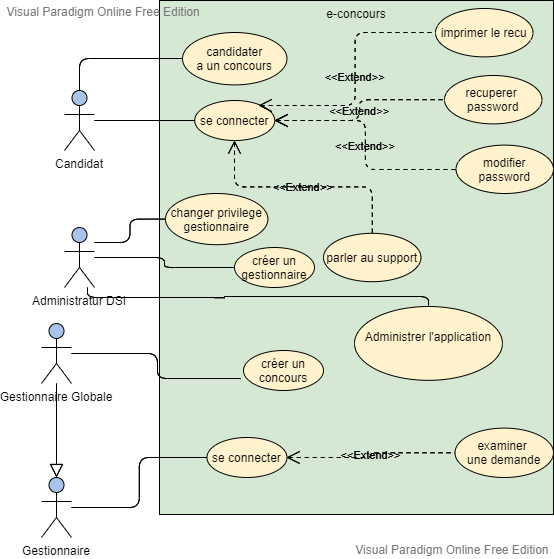 Visual Paradigm Online Free Edition
e-concours
imprimer le recu
candidater
a un concours
<<Extend>>
recuperer
password
<<Extend>>
se connecter
<<Extend>>
modifier
password
Candidat
<<Extend>>
changer privilege
gestionnaire
parler au support
créer un
gestionnaire
Administratur DSI
Administrer l'application
créer un
concours
Gestionnaire Globale
se connecter
<<Extend>>
examiner
une demande
Gestionnaire
Visual Paradigm Online Free Edition